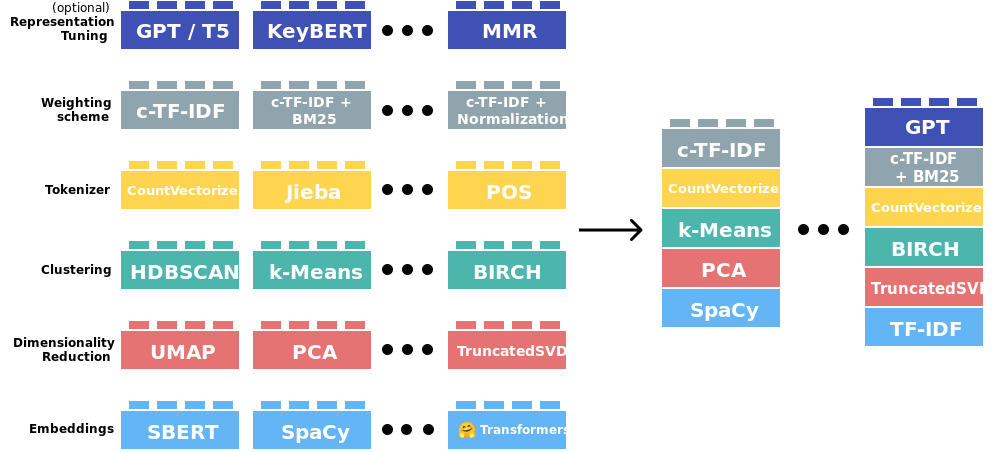 (optional)
Representation
Tuning
GPT / T5
KeyBERT
MMR
Weighting
scheme
c-TF-IDF
c-TF-IDF +
BM25
c-TF-IDF +
Normalization
Tokenizer
CountVectorizer
Jieba
POS
Clustering
HDBSCAN
k-Means
BIRCH
Dimensionality
Reduction
UMAP
PCA
TruncatedSVD
Embeddings
SBERT
SpaCy
🤗 Transformers
c-TF-IDF
CountVectorizer
k-Means
PCA
SpaCy
GPT
c-TF-IDF
+ BM25
CountVectorizer
BIRCH
TruncatedSVD
TF-IDF